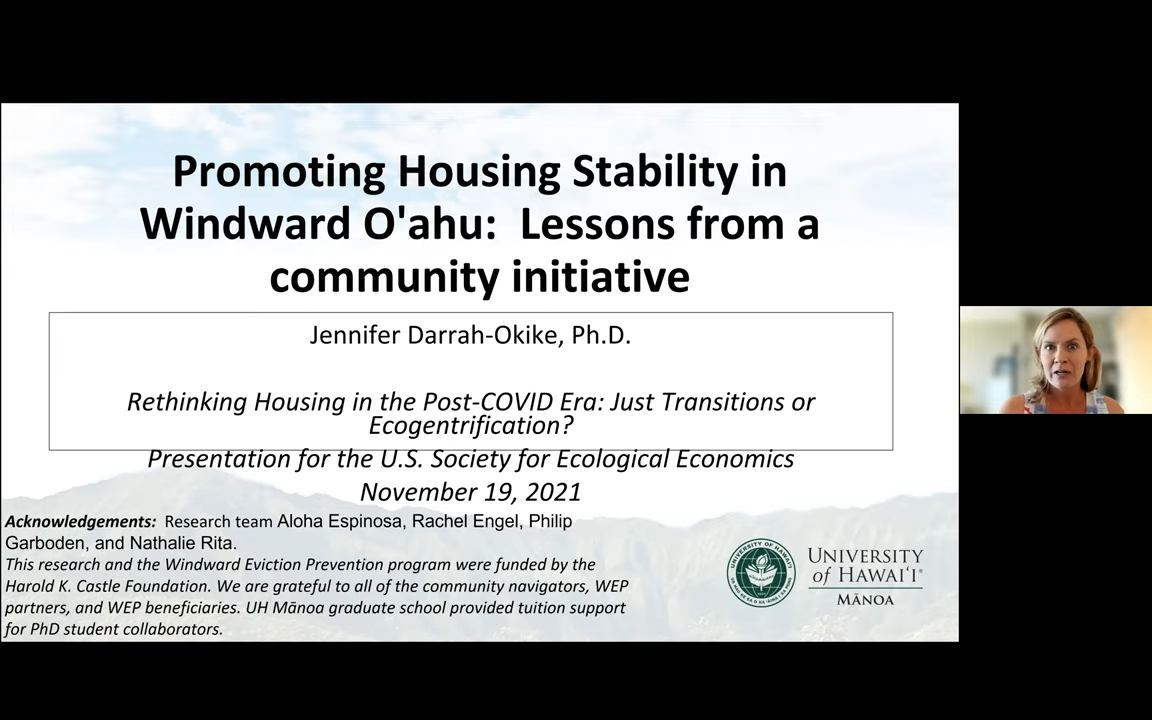 Promoting Housing Stability in
Windward O'ahu:  Lessons from a
community initiative
Jennifer Darrah-Okike, Ph.D.
Rethinking Housing in the Post-COVID Era: Just Transitions or
Ecogentrification?
Presentation for the U.S. Society for Ecological Economics
November 19, 2021
Acknowledgements:  Research team Aloha Espinosa, Rachel Engel, Philip
Garboden, and Nathalie Rita.
This research and the Windward Eviction Prevention program were funded by the
Harold K. Castle Foundation. We are grateful to all of the community navigators, WEP
partners, and WEP beneficiaries. UH Mānoa graduate school provided tuition support
for PhD student collaborators.
UNIVERSITY
of HAWAIʻI®
MĀNOA